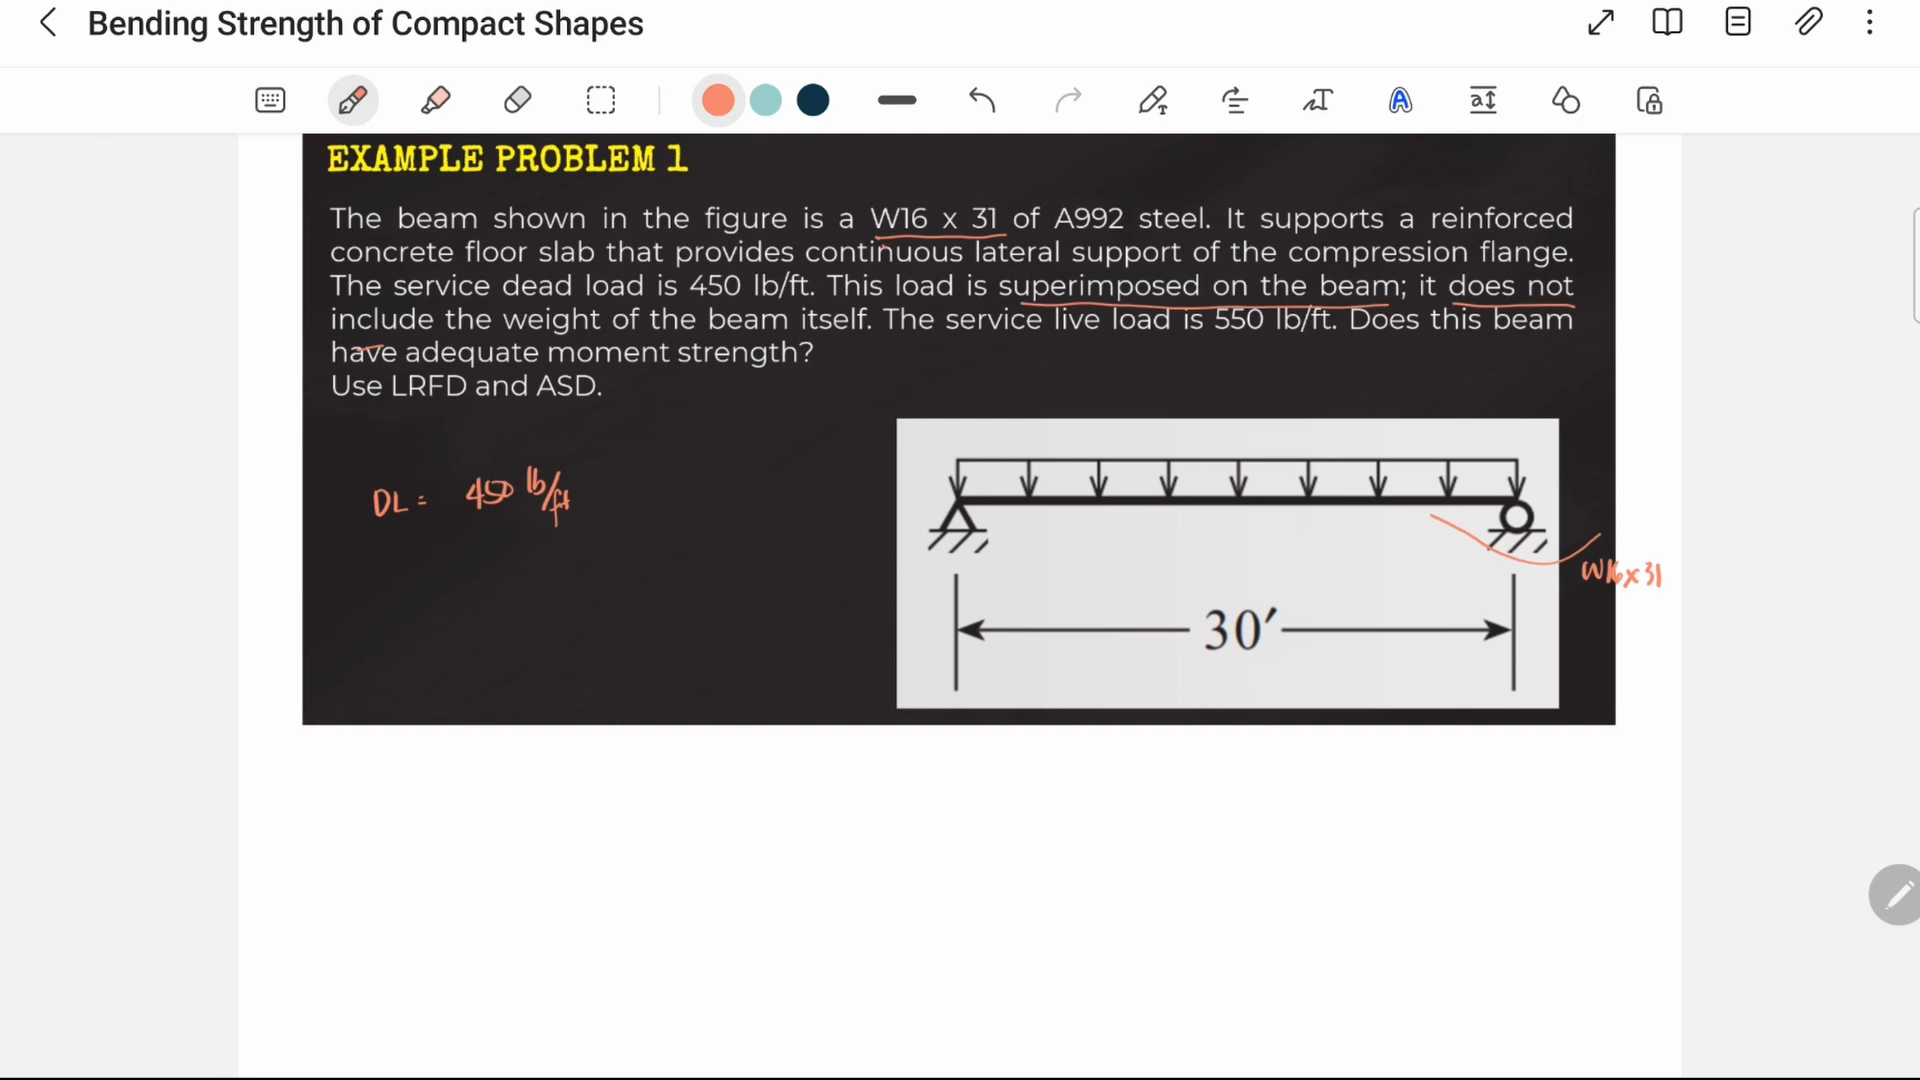 Bending Strength of Compact Shapes
EXAMPLE PROBLEM 1
The beam shown in the figure is a W16 x 31 of A992 steel. It supports a reinforced
concrete floor slab that provides continuous lateral support of the compression flange.
The service dead load is 450 lb/ft. This load is superimposed on the beam; it does not
include the weight of the beam itself. The service live load is 550 lb/ft. Does this beam
have adequate moment strength?
Use LRFD and ASD.
DL = 450 lb/ft
W16x31
30'